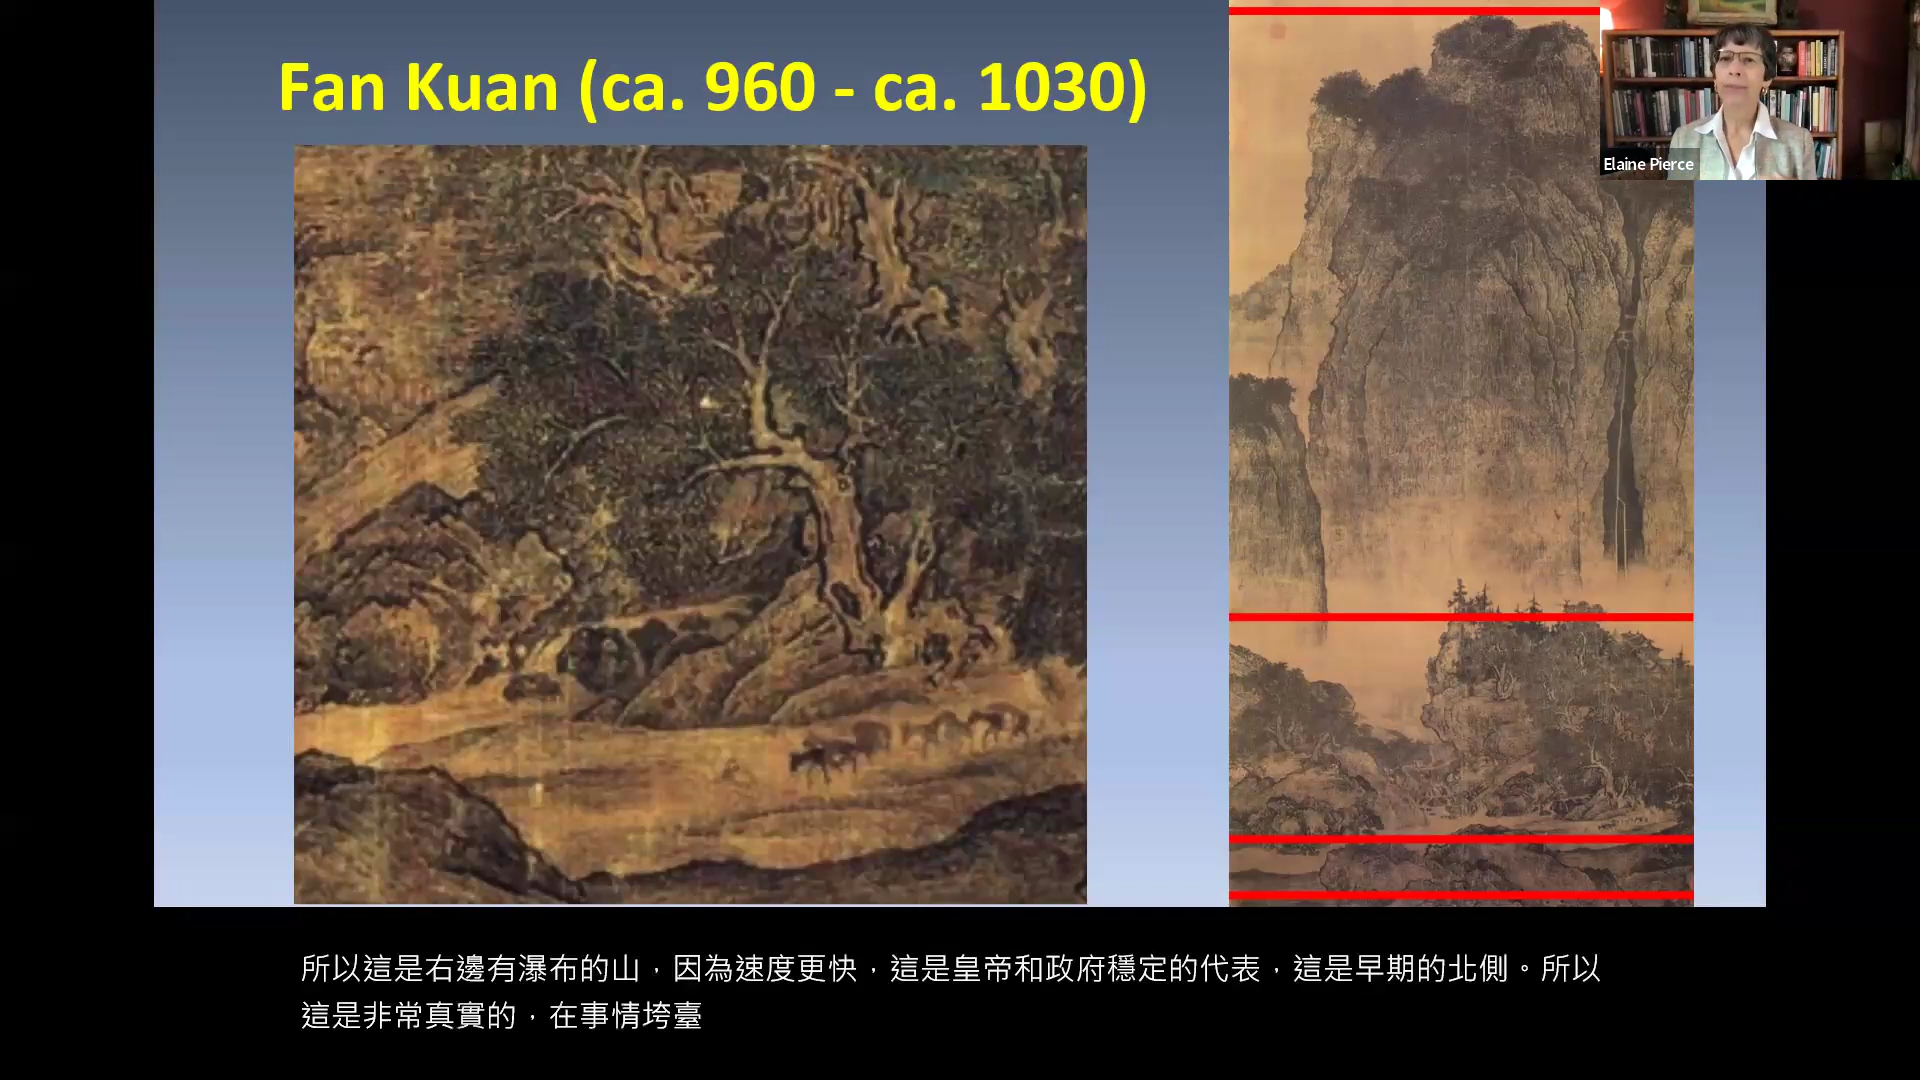 Fan Kuan (ca. 960 - ca. 1030)
Elaine Pierce
所以這是右邊有瀑布的山，因為速度更快，這是皇帝和政府穩定的代表，這是早期的北側。所以
這是非常真實的，在事情垮臺